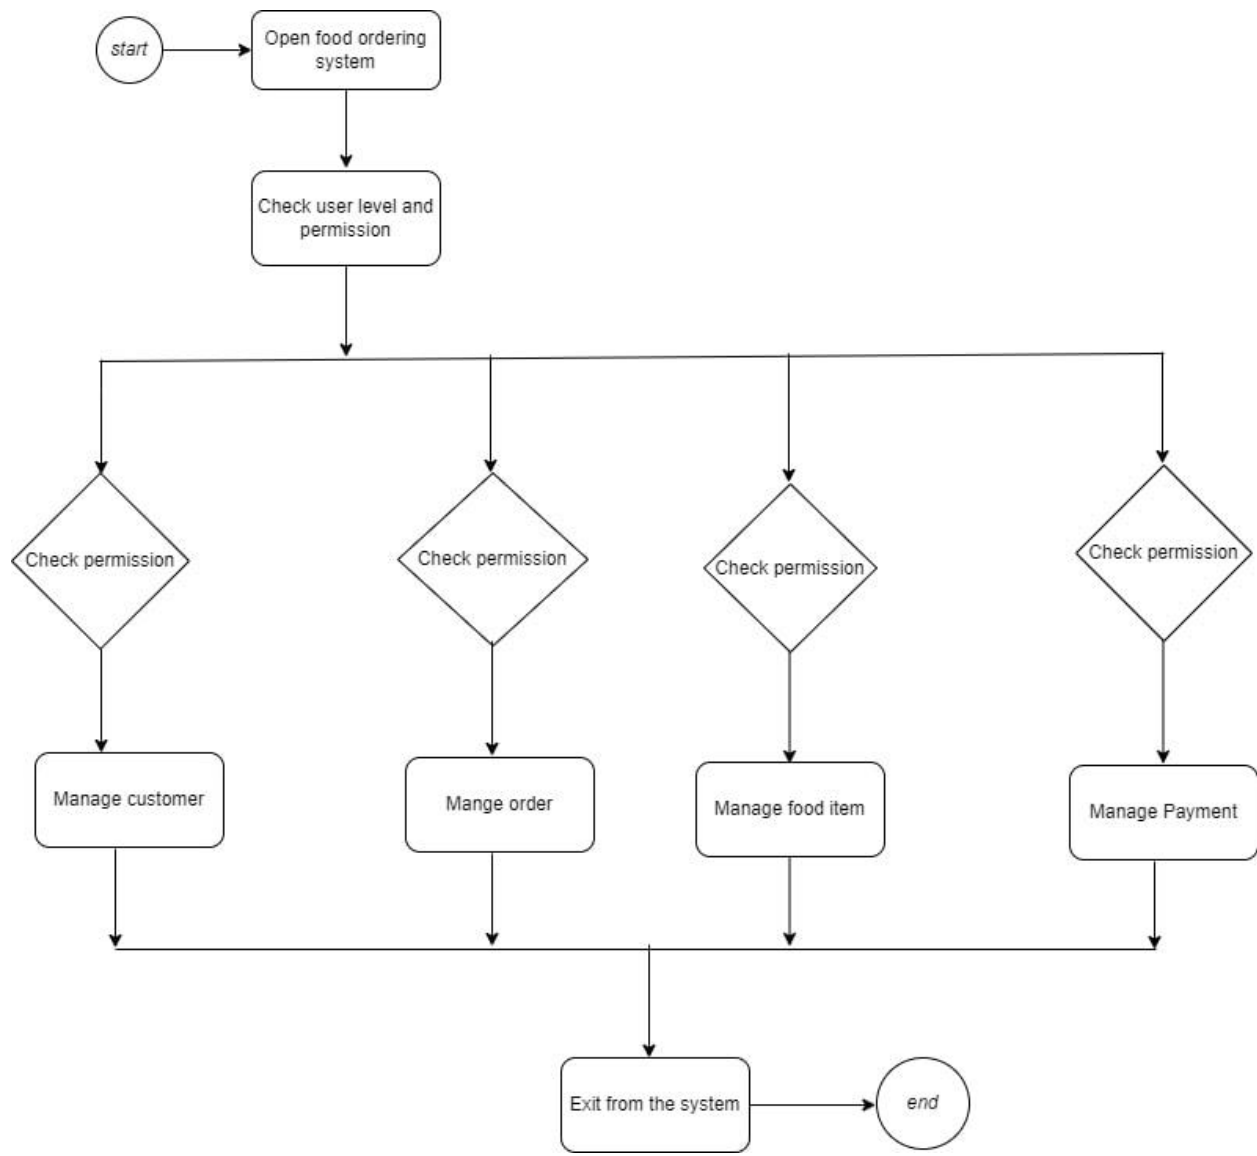 start
Open food ordering
system
Check user level and
permission
Check permission
Check permission
Check permission
Check permission
Manage customer
Mange order
Manage food item
Manage Payment
Exit from the system
end